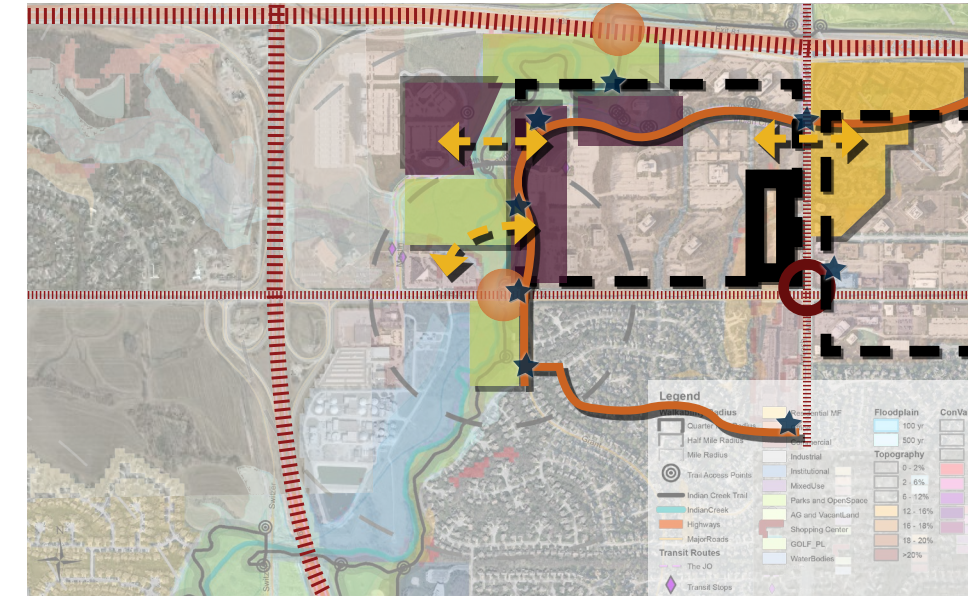 Legend
Quarter
Half Mile Radius
Mile Radius
Trail Access Points
Indian Creek Trail
IndianCreek
Highways
MajorRoads
Transit Routes
The JO
Transit Stops
Residential MF
Industrial
Institutional
MixedUse
Parks and OpenSpace
AG and VacantLand
Shopping Center
GOLF_PL
WaterBodies
Floodplain
100 yr
500 yr
Topography
0 - 2%
2 - 6%
6 - 12%
12 - 16%
16 - 18%
18 - 20%
>20%
ConVa